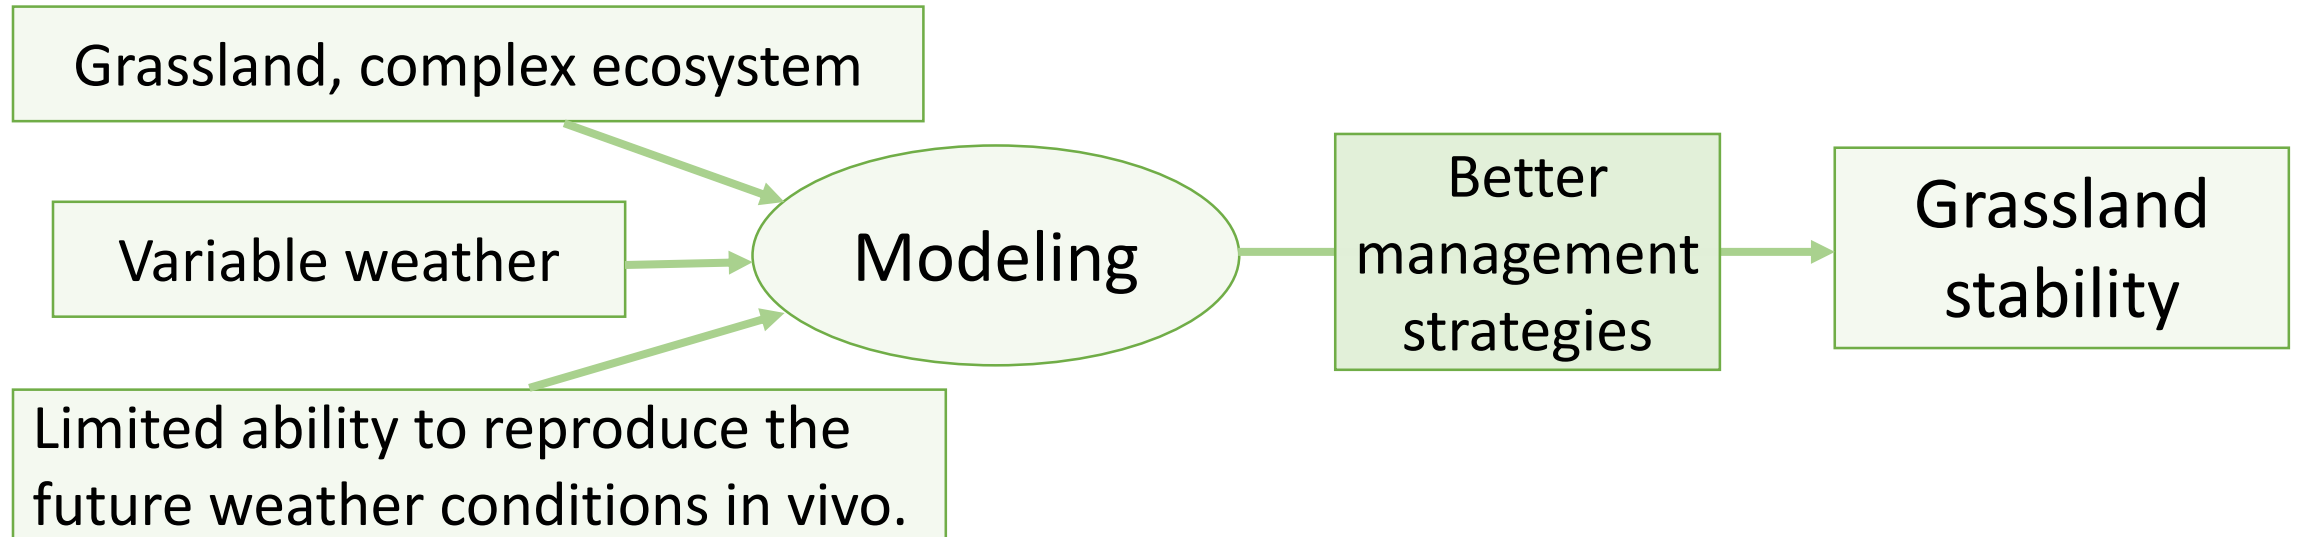 Grassland, complex ecosystem
Variable weather
Limited ability to reproduce the
future weather conditions in vivo.
Modeling
Better
management
strategies
Grassland
stability